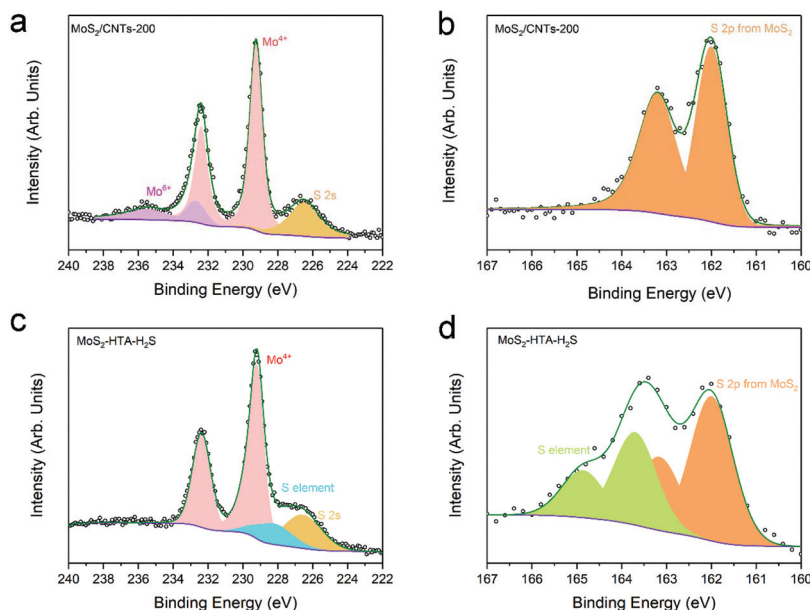 a
MoS₂/CNTs-200
Mo⁴⁺
Mo⁶⁺
S 2s
Intensity (Arb. Units)
240 238 236 234 232 230 228 226 224 222
Binding Energy (eV)
b
MoS₂/CNTs-200
S 2p from MoS₂
Intensity (Arb. Units)
167 166 165 164 163 162 161 160
Binding Energy (eV)
c
MoS₂-HTA-H₂S
Mo⁴⁺
S element
S 2s
Intensity (Arb. Units)
240 238 236 234 232 230 228 226 224 222
Binding Energy (eV)
d
MoS₂-HTA-H₂S
S 2p from MoS₂
S element
Intensity (Arb. Units)
167 166 165 164 163 162 161 160
Binding Energy (eV)